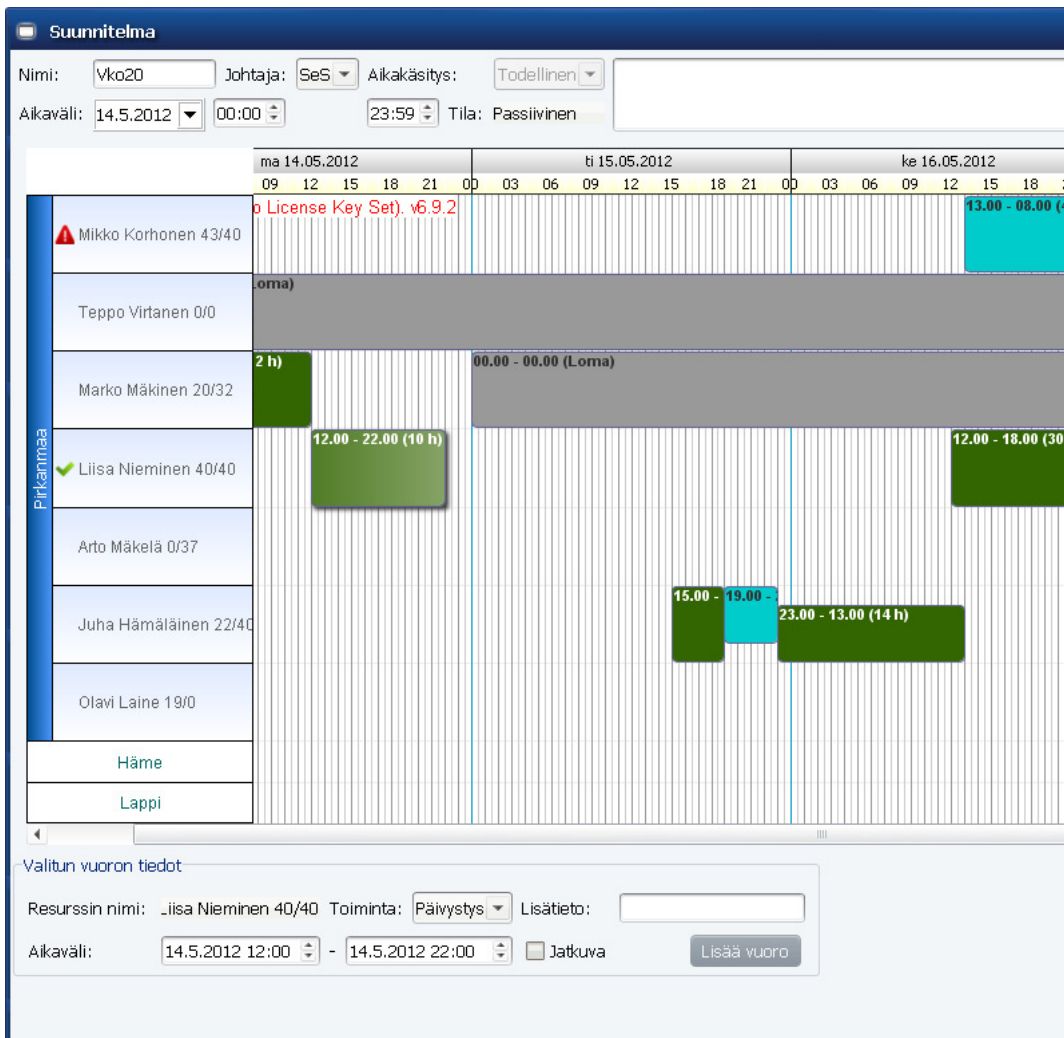 Suunnitelma
Nimi: Vko20 Johtaja: SeS Aikakäsitys: Todellinen
Aikaväli: 14.5.2012 00:00 23:59 Tila: Passiivinen
ma 14.05.2012 ti 15.05.2012 ke 16.05.2012
09 12 15 18 21 00 03 06 09 12 15 18 21 00 03 06 09 12 15 18
o License Key Set). v6.9.2
Mikko Korhonen 43/40
13.00 - 08.00 (
Loma)
Teppo Virtanen 0/0
2 h)
00.00 - 00.00 (Loma)
Marko Mäkinen 20/32
12.00 - 22.00 (10 h)
12.00 - 18.00 (30
Liisa Nieminen 40/40
Pirkanmaa
Arto Mäkelä 0/37
15.00 - 19.00 -
23.00 - 13.00 (14 h)
Juha Hämäläinen 22/40
Olavi Laine 19/0
Häme
Lappi
Valitun vuoron tiedot
Resurssin nimi: iisa Nieminen 40/40 Toiminta: Päivystys Lisätieto:
Aikaväli: 14.5.2012 12:00 - 14.5.2012 22:00 Jatkuva Lisää vuoro